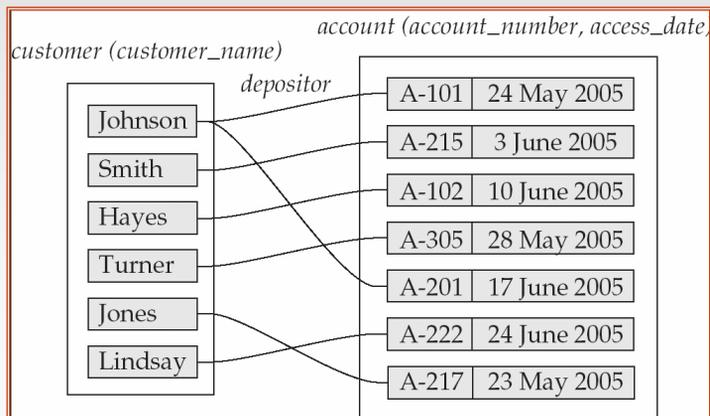 account (account_number, access_date)
customer (customer_name)
depositor
Johnson
Smith
Hayes
Turner
Jones
Lindsay
A-101 24 May 2005
A-215 3 June 2005
A-102 10 June 2005
A-305 28 May 2005
A-201 17 June 2005
A-222 24 June 2005
A-217 23 May 2005